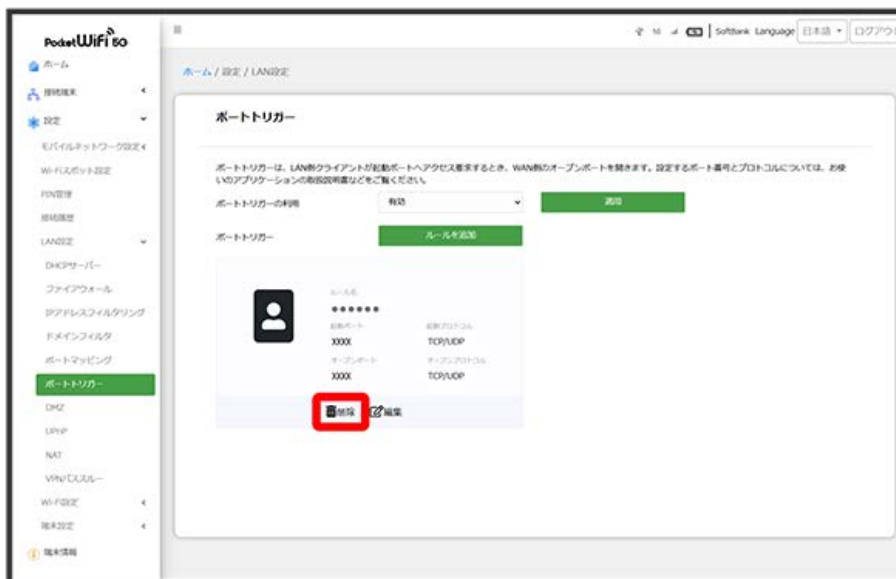 PocketWiFi 5G
5G SoftBank Language 日本語 ログアウト
ホーム
接続端末
設定
モバイルネットワーク設定
Wi-Fiスポット設定
PIN管理
接続履歴
LAN設定
DHCPサーバー
ファイアウォール
IPアドレスフィルタリング
ドメインフィルタ
ポートマッピング
ポートトリガー
DMZ
UPnP
NAT
VPNパススルー
Wi-Fi設定
端末設定
端末情報
ホーム / 設定 / LAN設定
ポートトリガー
ポートトリガーは、LAN側クライアントが起動ポートへアクセス要求するとき、WAN側のオープンポートを開きます。設定するポート番号とプロトコルについては、お使
いのアプリケーションの取扱説明書などをご覧ください。
ポートトリガーの利用 有効 適用
ポートトリガー ルールを追加
ルール名
●●●●●●
起動ポート 起動プロトコル
XXXX TCP/UDP
オープンポート オープンプロトコル
XXXX TCP/UDP
削除 編集